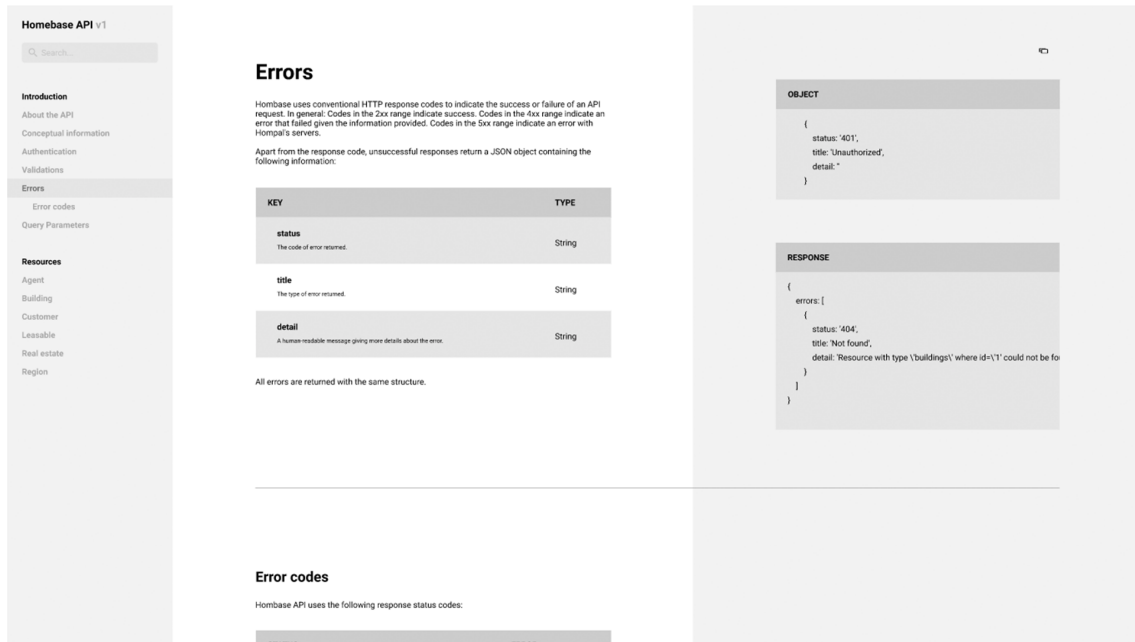 Homebase API v1
Search...
Introduction
About the API
Conceptual information
Authentication
Validations
Errors
Error codes
Query Parameters
Resources
Agent
Building
Customer
Leasable
Real estate
Region
Errors
Hombase uses conventional HTTP response codes to indicate the success or failure of an API
request. In general: Codes in the 2xx range indicate success. Codes in the 4xx range indicate an
error that failed given the information provided. Codes in the 5xx range indicate an error with
Hompal's servers.
Apart from the response code, unsuccessful responses return a JSON object containing the
following information:
KEY TYPE
status
The code of error returned.
String
title
The type of error returned.
String
detail
A human-readable message giving more details about the error.
String
All errors are returned with the same structure.
OBJECT
{
status: '401',
title: 'Unauthorized',
detail: ''
}
RESPONSE
{
errors: [
{
status: '404',
title: 'Not found',
detail: 'Resource with type \'buildings\' where id=\'1' could not be fo
}
]
}
Error codes
Hombase API uses the following response status codes: